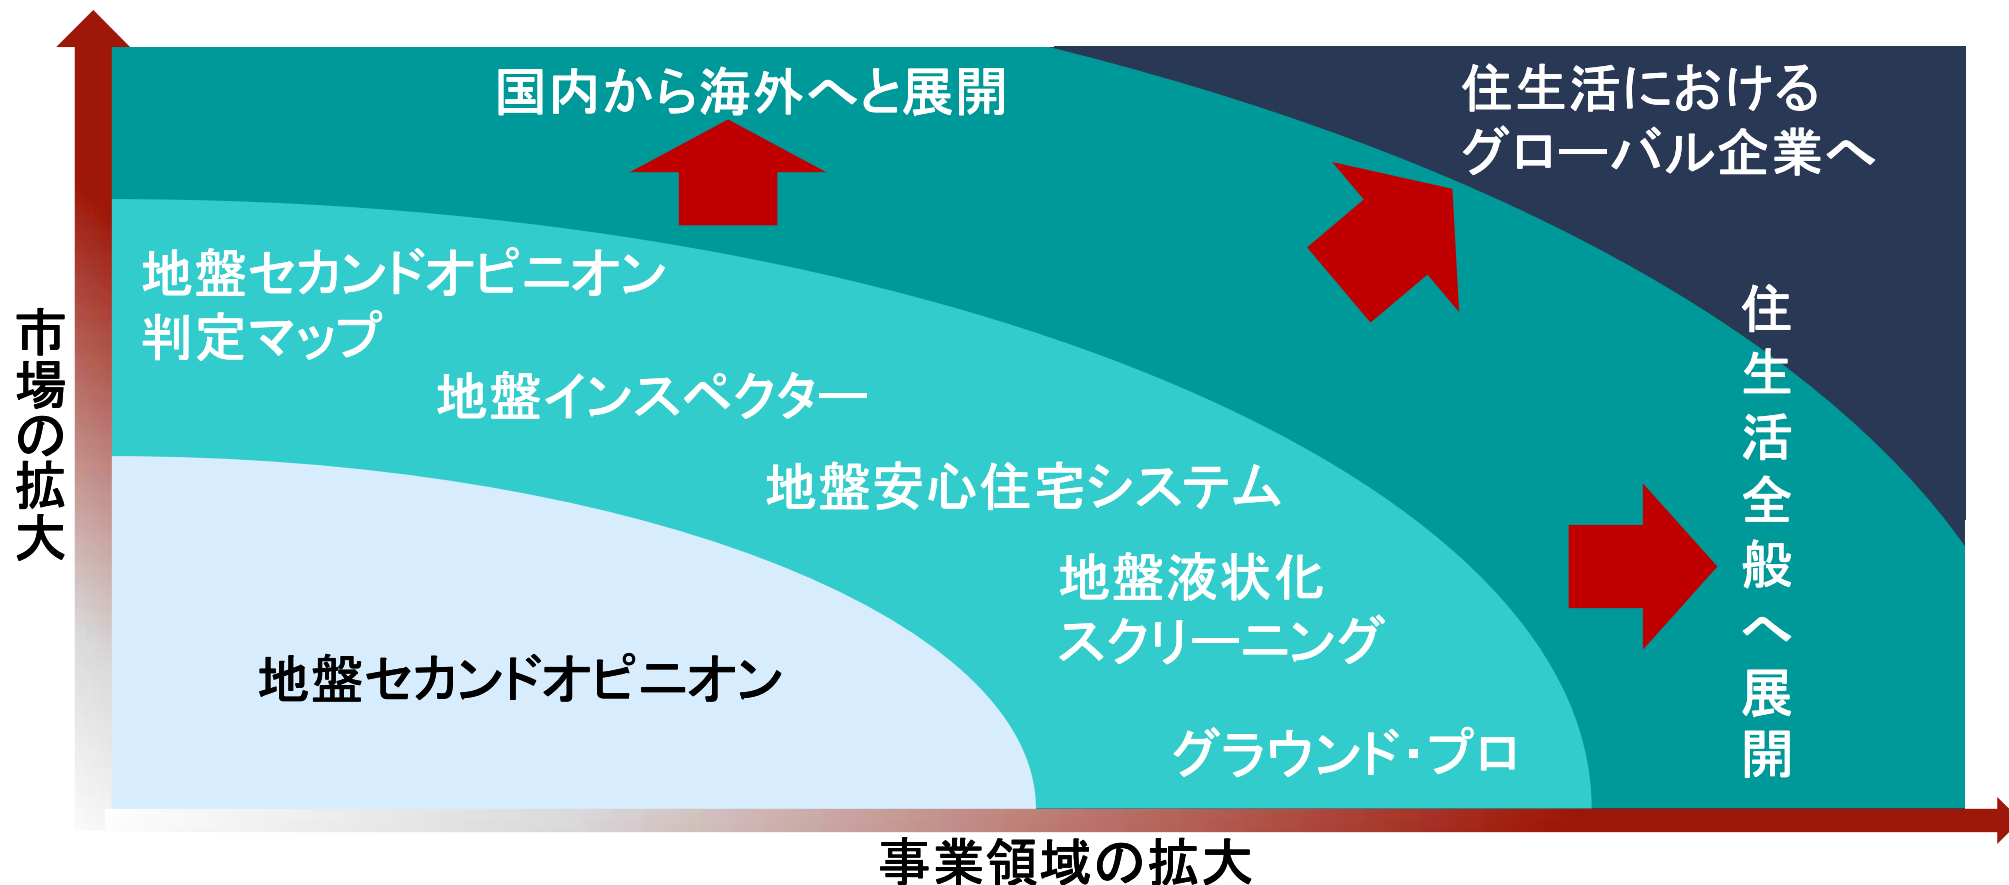 国内から海外へと展開
住生活における
グローバル企業へ
地盤セカンドオピニオン
判定マップ
地盤インスペクター
地盤安心住宅システム
地盤液状化
スクリーニング
グラウンド・プロ
地盤セカンドオピニオン
住生活全般へ展開
市場の拡大
事業領域の拡大